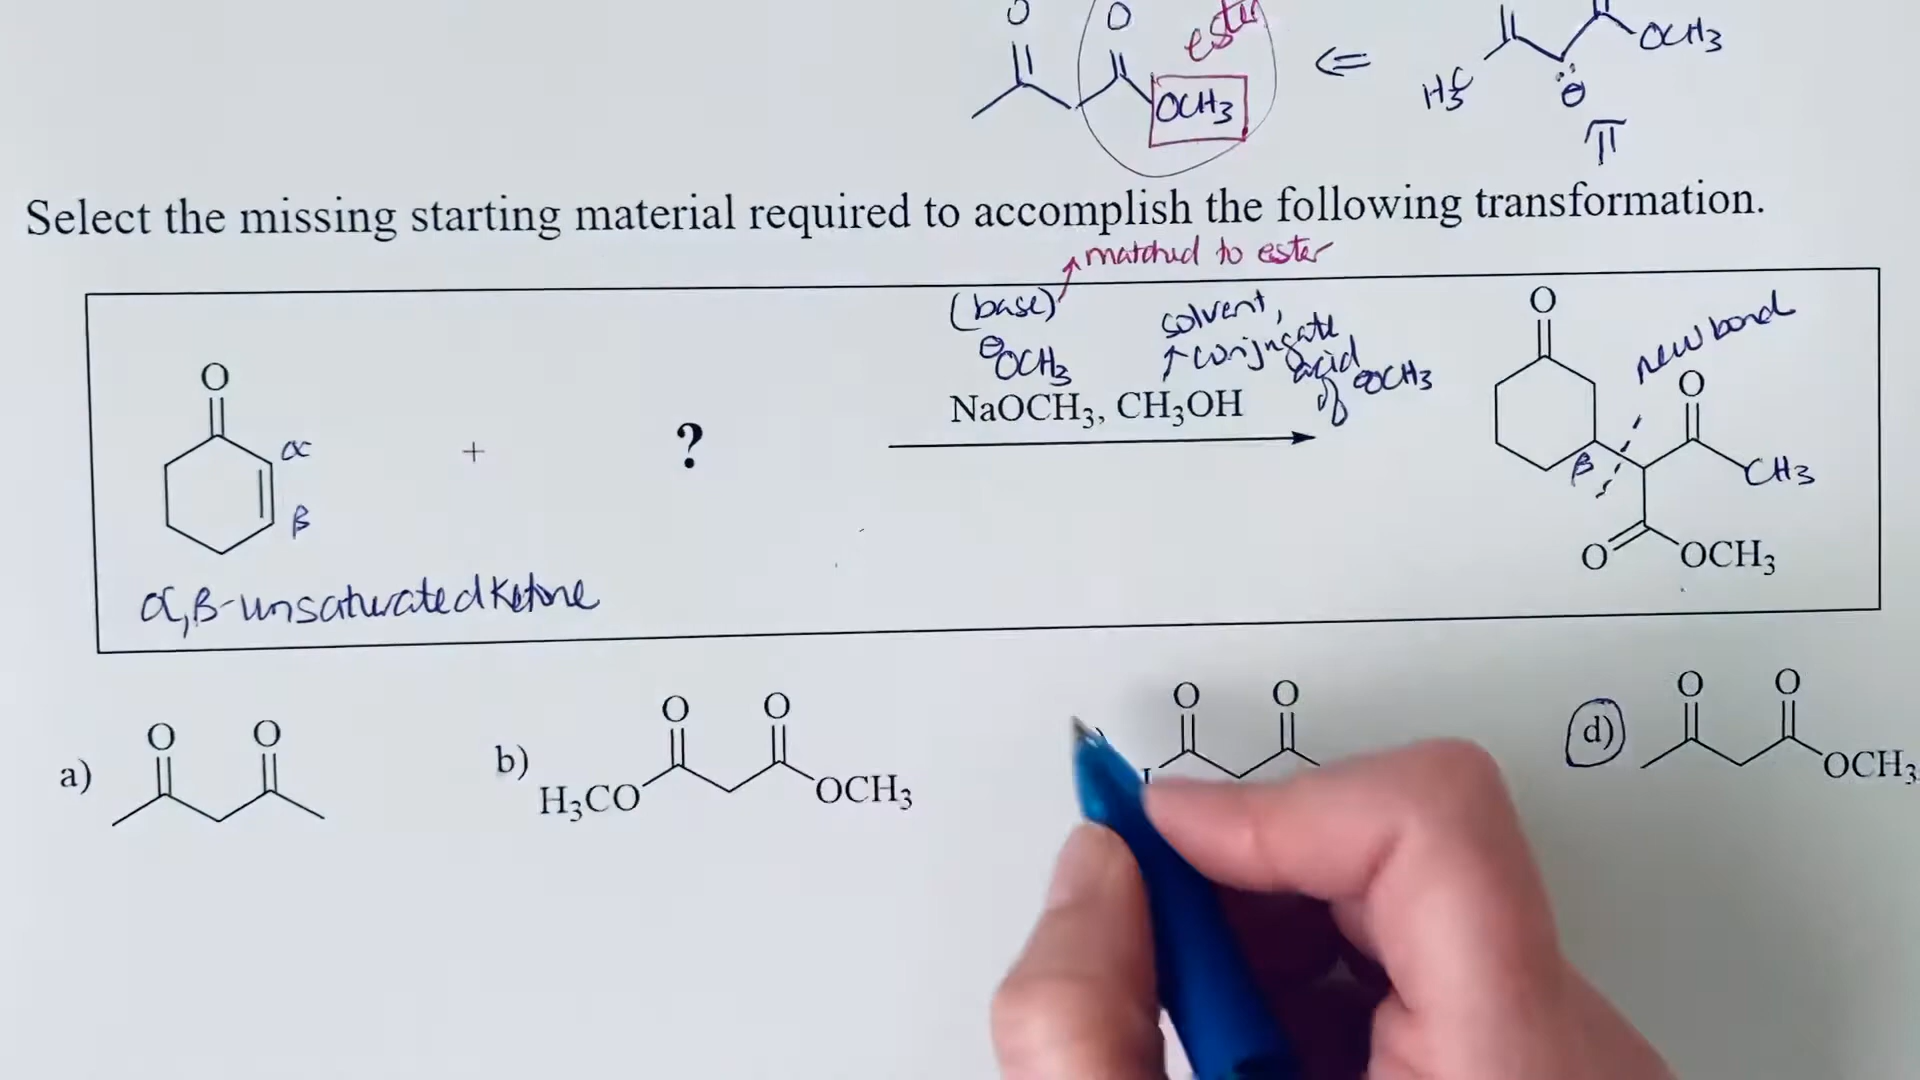 O O ester
OCH3 ⇐ OCH3
H3C ⊖
π
Select the missing starting material required to accomplish the following transformation.
matched to ester
(base) solvent, new bond
⊖OCH3 ↑ conjugate acid of ⊖OCH3
NaOCH₃, CH₃OH
O O O
α + ? β CH3
β O OCH₃
α,β-unsaturated ketone
a) O O b) O O O O d) O O
H₃CO OCH₃ OCH₃